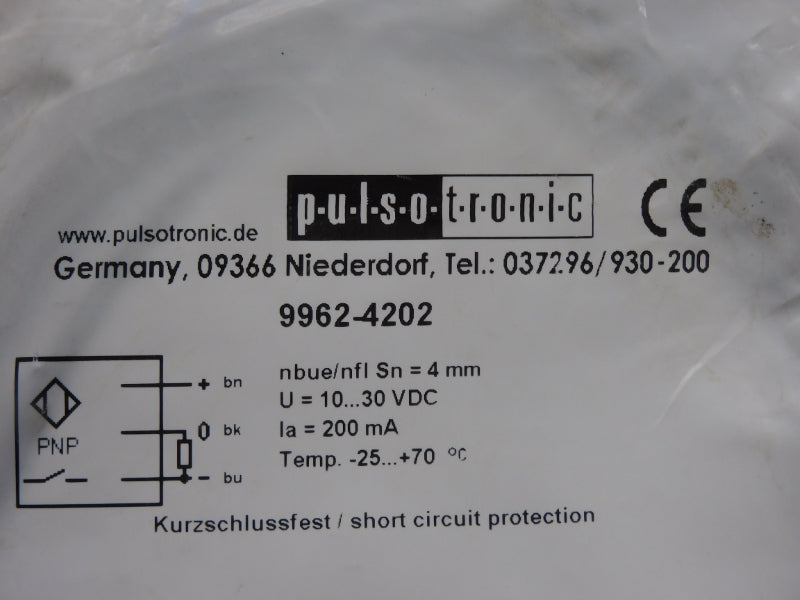 p·u·l·s·o·t·r·o·n·i·c CE
www.pulsotronic.de
Germany, 09366 Niederdorf, Tel.: 037296/930-200
9962-4202
+ bn
nbue/nfl Sn = 4 mm
U = 10...30 VDC
0 bk
Ia = 200 mA
PNP
Temp. -25...+70 °C
- bu
Kurzschlussfest / short circuit protection